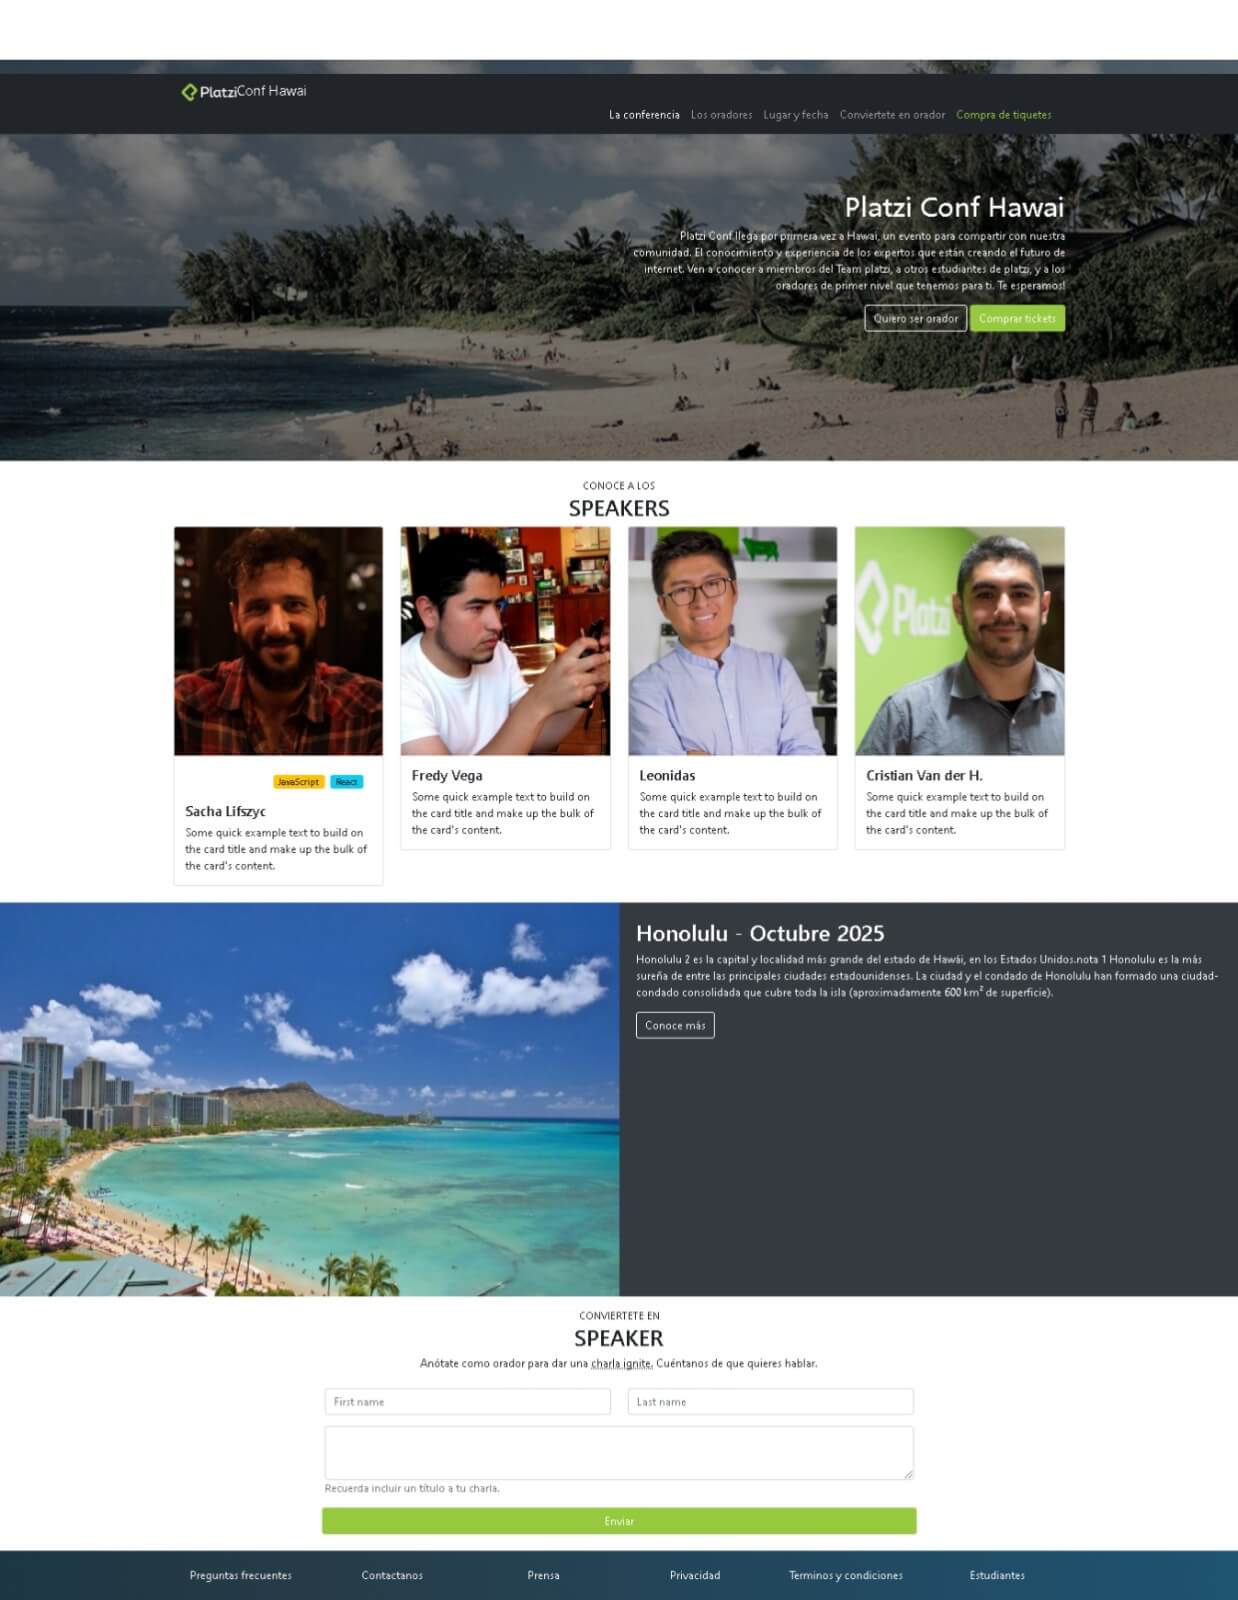 PlatziConf Hawai
La conferencia Los oradores Lugar y fecha Conviertete en orador Compra de tiquetes
Platzi Conf Hawai
Platzi Conf llega por primera vez a Hawai, un evento para compartir con nuestra
comunidad. El conocimiento y experiencia de los expertos que están creando el futuro de
internet. Ven a conocer a miembros del Team platzi, a otros estudiantes de platzi, y a los
oradores de primer nivel que tenemos para ti. Te esperamos!
Quiero ser orador Comprar tickets
CONOCE A LOS
SPEAKERS
Platzi
JavaScript React
Sacha Lifszyc
Some quick example text to build on
the card title and make up the bulk of
the card's content.
Fredy Vega
Some quick example text to build on
the card title and make up the bulk of
the card's content.
Leonidas
Some quick example text to build on
the card title and make up the bulk of
the card's content.
Cristian Van der H.
Some quick example text to build on
the card title and make up the bulk of
the card's content.
Honolulu - Octubre 2025
Honolulu 2 es la capital y localidad más grande del estado de Hawái, en los Estados Unidos.nota 1 Honolulu es la más
sureña de entre las principales ciudades estadounidenses. La ciudad y el condado de Honolulu han formado una ciudad-
condado consolidada que cubre toda la isla (aproximadamente 600 km² de superficie).
Conoce más
CONVIERTETE EN
SPEAKER
Anótate como orador para dar una charla ignite. Cuéntanos de que quieres hablar.
First name Last name
Recuerda incluir un título a tu charla.
Enviar
Preguntas frecuentes Contactanos Prensa Privacidad Terminos y condiciones Estudiantes